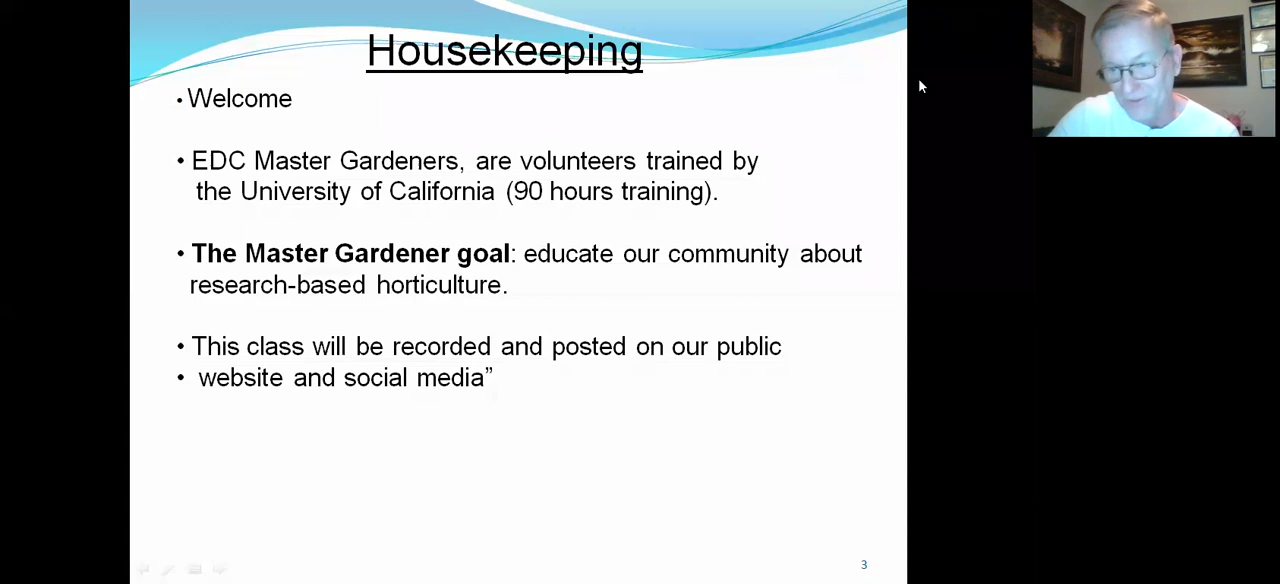 Housekeeping
• Welcome
• EDC Master Gardeners, are volunteers trained by
the University of California (90 hours training).
• The Master Gardener goal: educate our community about
research-based horticulture.
• This class will be recorded and posted on our public
• website and social media”
3